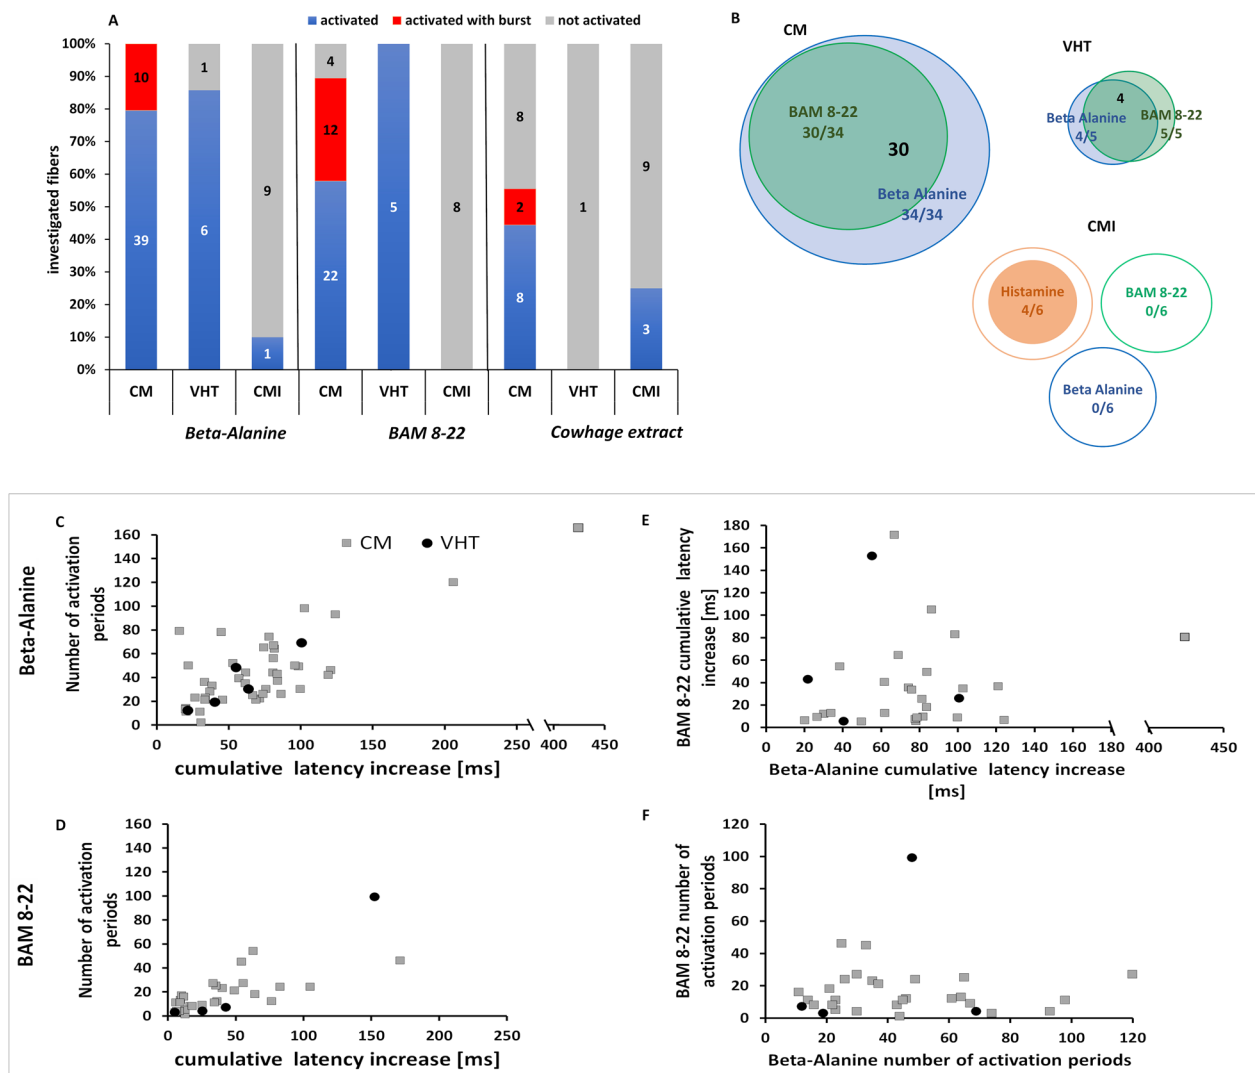 A
activated
activated with burst
not activated
100%
90%
80%
70%
60%
50%
40%
30%
20%
10%
0%
investigated fibers
10
39
1
6
9
1
4
12
22
5
8
8
2
8
1
9
3
CM
VHT
CMI
CM
VHT
CMI
CM
VHT
CMI
Beta-Alanine
BAM 8-22
Cowhage extract
B
CM
BAM 8-22
30/34
30
Beta Alanine
34/34
VHT
4
Beta Alanine
4/5
BAM 8-22
5/5
CMI
Histamine
4/6
BAM 8-22
0/6
Beta Alanine
0/6
Beta-Alanine
C
CM
VHT
Number of activation
periods
160
140
120
100
80
60
40
20
0
0
50
100
150
200
250
400
450
cumulative latency increase [ms]
E
BAM 8-22 cumulative latency
increase [ms]
180
160
140
120
100
80
60
40
20
0
0
20
40
60
80
100
120
140
160
180
400
450
Beta-Alanine cumulative latency increase
[ms]
BAM 8-22
D
Number of activation
periods
160
140
120
100
80
60
40
20
0
0
50
100
150
200
250
cumulative latency increase [ms]
F
BAM 8-22 number of
activation periods
120
100
80
60
40
20
0
0
20
40
60
80
100
120
Beta-Alanine number of activation periods